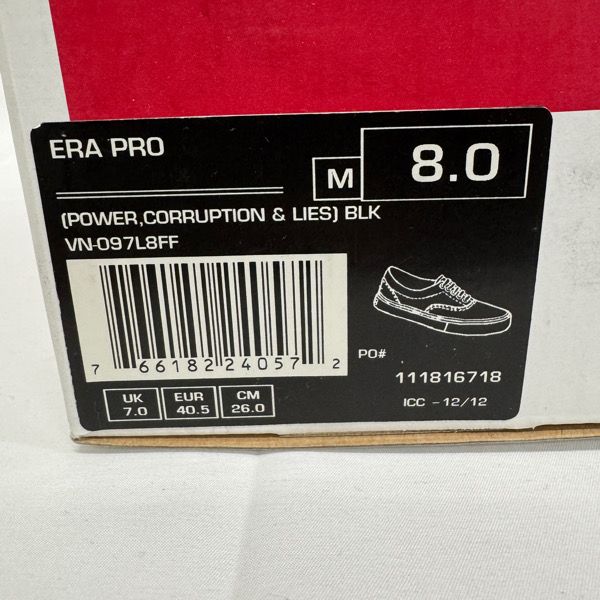 ERA PRO
M 8.0
(POWER,CORRUPTION & LIES) BLK
VN-097L8FF
7 66182 24057 2
PO#
111816718
UK EUR CM
7.0 40.5 26.0
ICC - 12/12